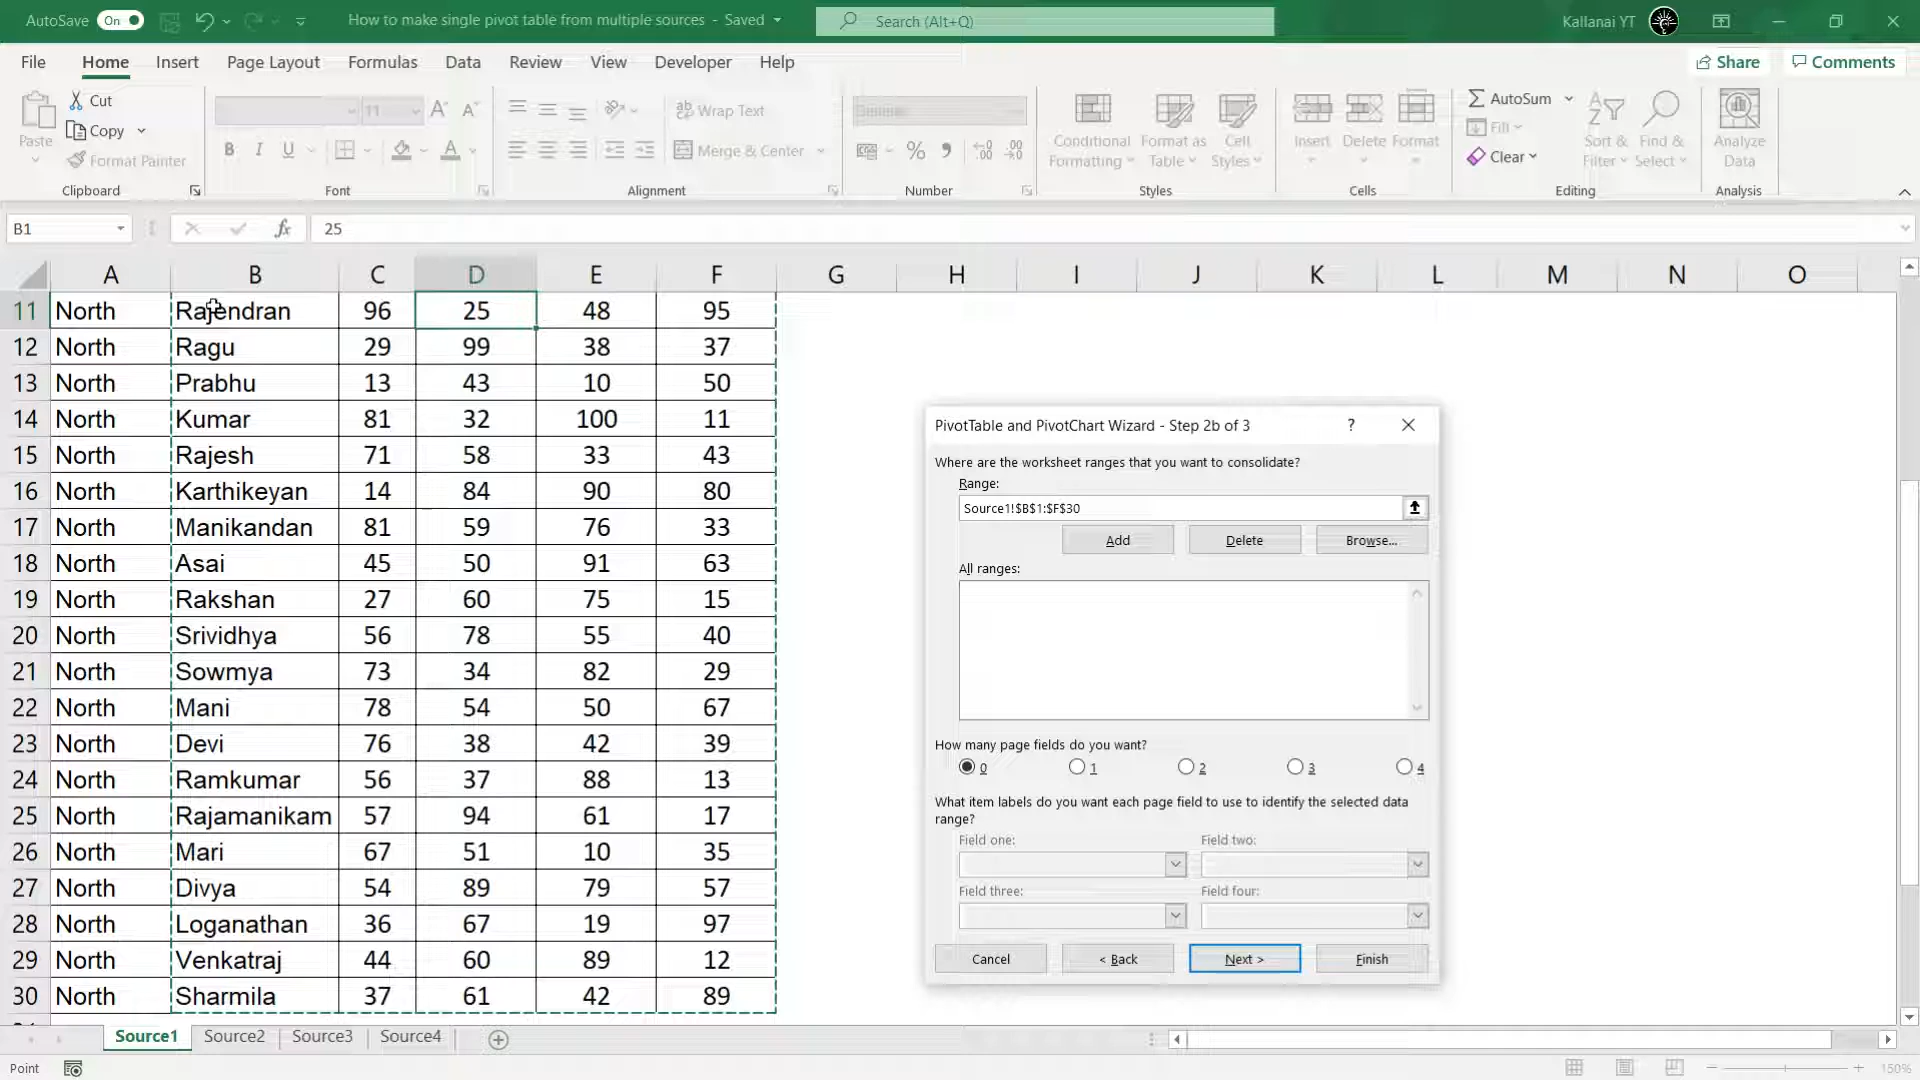 AutoSave On How to make single pivot table from multiple sources - Saved Search (Alt+Q) Kallanai YT
File Home Insert Page Layout Formulas Data Review View Developer Help Share Comments
Cut
Copy
Format Painter
Paste
Clipboard
11
B I U
Font
Wrap Text
Merge & Center
Alignment
%
Number
Conditional Formatting
Format as Table
Cell Styles
Styles
Insert Delete Format
Cells
AutoSum
Fill
Clear
Sort & Filter
Find & Select
Editing
Analyze Data
Analysis
B1 fx 25
A B C D E F G H I J K L M N O
11 North Rajendran 96 25 48 95
12 North Ragu 29 99 38 37
13 North Prabhu 13 43 10 50
14 North Kumar 81 32 100 11
15 North Rajesh 71 58 33 43
16 North Karthikeyan 14 84 90 80
17 North Manikandan 81 59 76 33
18 North Asai 45 50 91 63
19 North Rakshan 27 60 75 15
20 North Srividhya 56 78 55 40
21 North Sowmya 73 34 82 29
22 North Mani 78 54 50 67
23 North Devi 76 38 42 39
24 North Ramkumar 56 37 88 13
25 North Rajamanikam 57 94 61 17
26 North Mari 67 51 10 35
27 North Divya 54 89 79 57
28 North Loganathan 36 67 19 97
29 North Venkatraj 44 60 89 12
30 North Sharmila 37 61 42 89
PivotTable and PivotChart Wizard - Step 2b of 3 ?
Where are the worksheet ranges that you want to consolidate?
Range:
Source1!$B$1:$F$30
Add Delete Browse...
All ranges:
How many page fields do you want?
0 1 2 3 4
What item labels do you want each page field to use to identify the selected data
range?
Field one: Field two:
Field three: Field four:
Cancel < Back Next > Finish
Source1 Source2 Source3 Source4
Point 150%